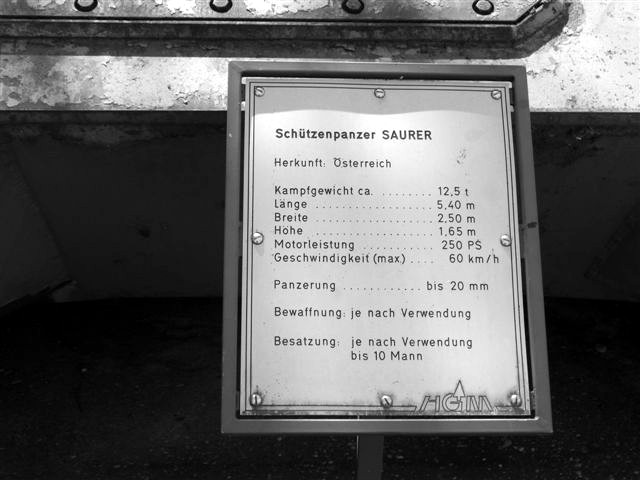 Schützenpanzer SAURER
Herkunft: Österreich
Kampfgewicht ca. ........ 12,5 t
Länge .................. 5,40 m
Breite .................. 2,50 m
Höhe .................. 1,65 m
Motorleistung ........... 250 PS
Geschwindigkeit (max.) .... 60 km/h
Panzerung ............ bis 20 mm
Bewaffnung: je nach Verwendung
Besatzung: je nach Verwendung
bis 10 Mann
HGM